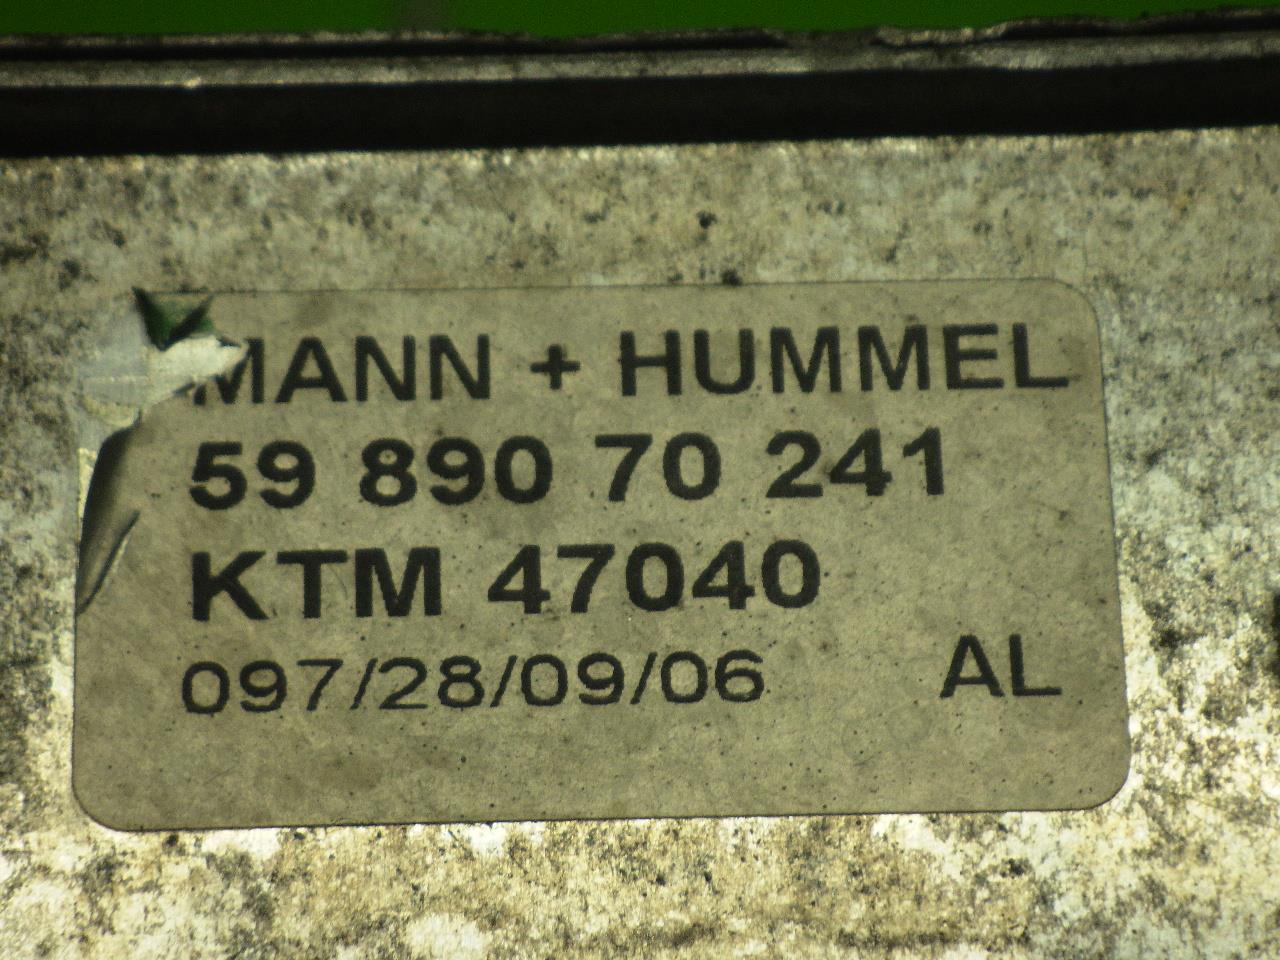 MANN + HUMMEL
59 890 70 241
KTM 47040
097/28/09/06 AL